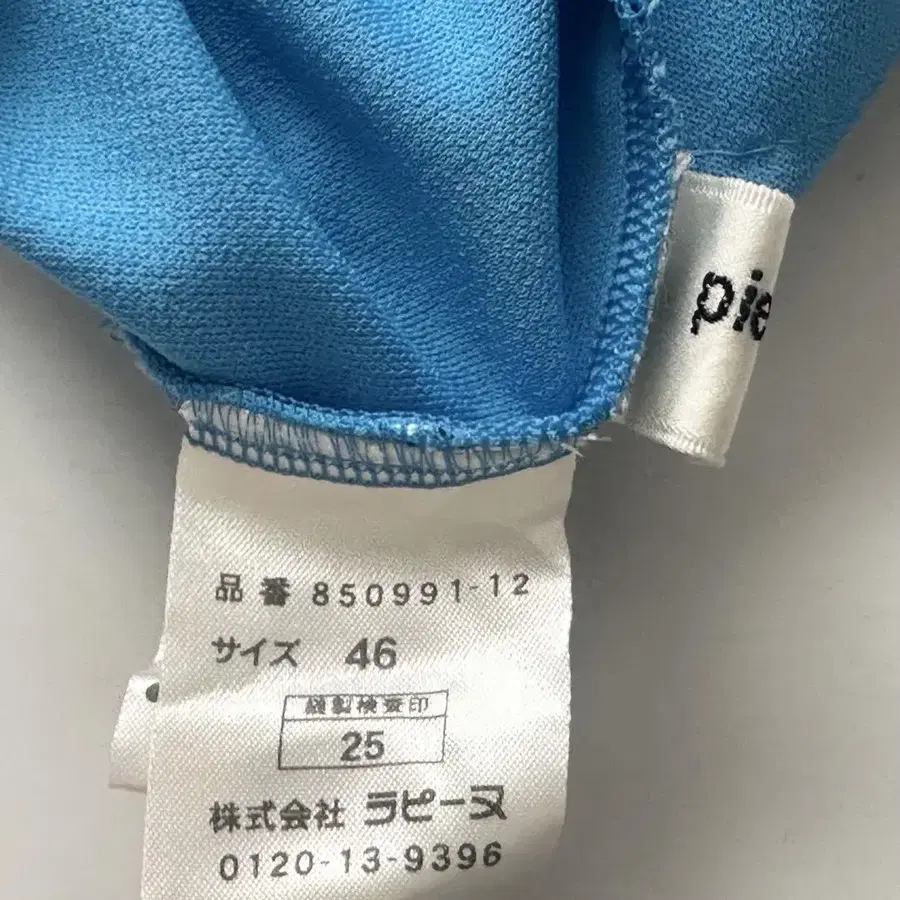 pie
品番 850991-12
サイズ 46
縫製検査印
25
株式会社 ラピーヌ
0120-13-9396